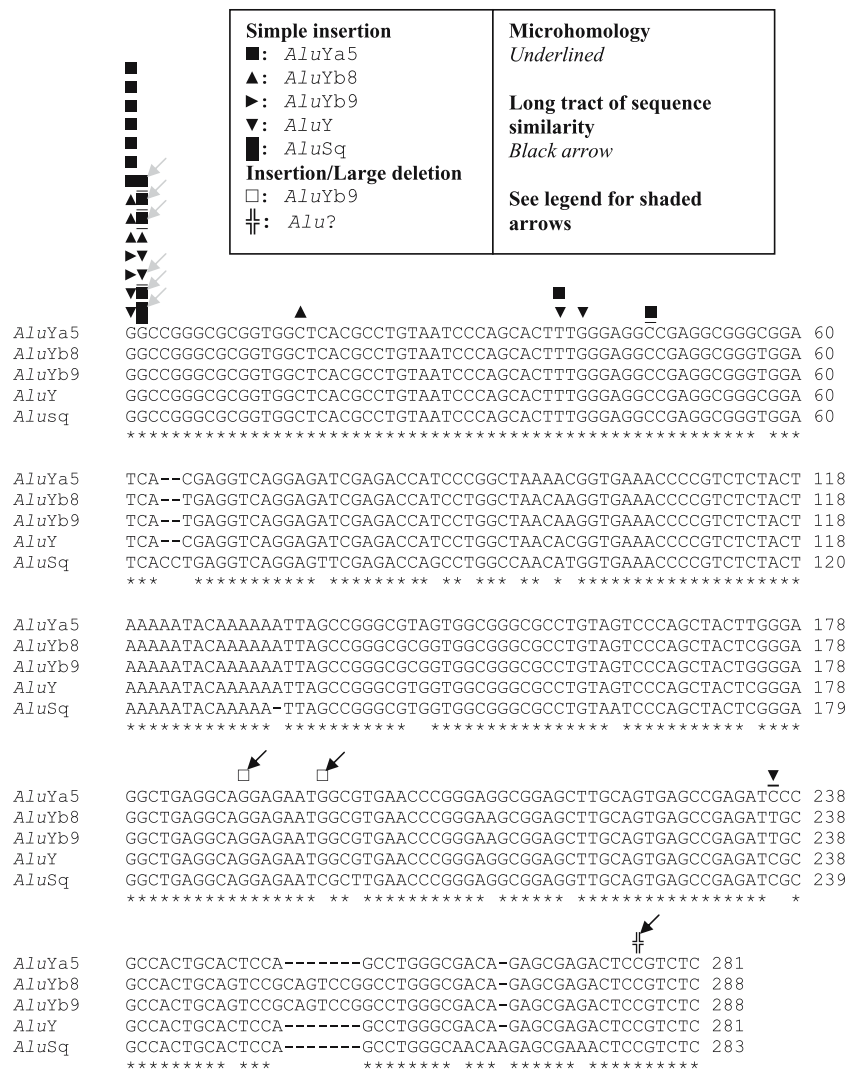 Simple insertion
■: AluYa5
▲: AluYb8
►: AluYb9
▼: AluY
█: AluSq
Insertion/Large deletion
□: AluYb9
╬: Alu?
Microhomology
Underlined
Long tract of sequence
similarity
Black arrow
See legend for shaded
arrows
AluYa5 GGCCGGGCGCGGTGGCTCACGCCTGTAATCCCAGCACTTTGGGAGGCCGAGGCGGGCGGA 60
AluYb8 GGCCGGGCGCGGTGGCTCACGCCTGTAATCCCAGCACTTTGGGAGGCCGAGGCGGGTGGA 60
AluYb9 GGCCGGGCGCGGTGGCTCACGCCTGTAATCCCAGCACTTTGGGAGGCCGAGGCGGGTGGA 60
AluY GGCCGGGCGCGGTGGCTCACGCCTGTAATCCCAGCACTTTGGGAGGCCGAGGCGGGCGGA 60
Alusq GGCCGGGCGCGGTGGCTCACGCCTGTAATCCCAGCACTTTGGGAGGCCGAGGCGGGTGGA 60
******************************************************** ***
AluYa5 TCA--CGAGGTCAGGAGATCGAGACCATCCCGGCTAAAACGGTGAAACCCCGTCTCTACT 118
AluYb8 TCA--TGAGGTCAGGAGATCGAGACCATCCTGGCTAACAAGGTGAAACCCCGTCTCTACT 118
AluYb9 TCA--TGAGGTCAGGAGATCGAGACCATCCTGGCTAACAAGGTGAAACCCCGTCTCTACT 118
AluY TCA--CGAGGTCAGGAGATCGAGACCATCCTGGCTAACACGGTGAAACCCCGTCTCTACT 118
AluSq TCACCTGAGGTCAGGAGTTCGAGACCAGCCTGGCCAACATGGTGAAACCCCGTCTCTACT 120
***   *********** ********* ** *** ** * ********************
AluYa5 AAAAATACAAAAAATTAGCCGGGCGTAGTGGCGGGCGCCTGTAGTCCCAGCTACTTGGGA 178
AluYb8 AAAAATACAAAAAATTAGCCGGGCGCGGTGGCGGGCGCCTGTAGTCCCAGCTACTCGGGA 178
AluYb9 AAAAATACAAAAAATTAGCCGGGCGCGGTGGCGGGCGCCTGTAGTCCCAGCTACTCGGGA 178
AluY AAAAATACAAAAAATTAGCCGGGCGTGGTGGCGGGCGCCTGTAGTCCCAGCTACTCGGGA 178
AluSq AAAAATACAAAAA-TTAGCCGGGCGTGGTGGCGGGCGCCTGTAATCCCAGCTACTCGGGA 179
************* ***********  **************** *********** ****
AluYa5 GGCTGAGGCAGGAGAATGGCGTGAACCCGGGAGGCGGAGCTTGCAGTGAGCCGAGATCCC 238
AluYb8 GGCTGAGGCAGGAGAATGGCGTGAACCCGGGAAGCGGAGCTTGCAGTGAGCCGAGATTGC 238
AluYb9 GGCTGAGGCAGGAGAATGGCGTGAACCCGGGAAGCGGAGCTTGCAGTGAGCCGAGATTGC 238
AluY GGCTGAGGCAGGAGAATGGCGTGAACCCGGGAGGCGGAGCTTGCAGTGAGCCGAGATCGC 238
AluSq GGCTGAGGCAGGAGAATCGCTTGAACCCGGGAGGCGGAGGTTGCAGTGAGCCGAGATCGC 239
***************** ** *********** ****** *****************  *
AluYa5 GCCACTGCACTCCA-------GCCTGGGCGACA-GAGCGAGACTCCGTCTC 281
AluYb8 GCCACTGCAGTCCGCAGTCCGGCCTGGGCGACA-GAGCGAGACTCCGTCTC 288
AluYb9 GCCACTGCAGTCCGCAGTCCGGCCTGGGCGACA-GAGCGAGACTCCGTCTC 288
AluY GCCACTGCACTCCA-------GCCTGGGCGACA-GAGCGAGACTCCGTCTC 281
AluSq GCCACTGCACTCCA-------GCCTGGGCAACAAGAGCGAAACTCCGTCTC 283
********* ***        ******** *** ****** **********